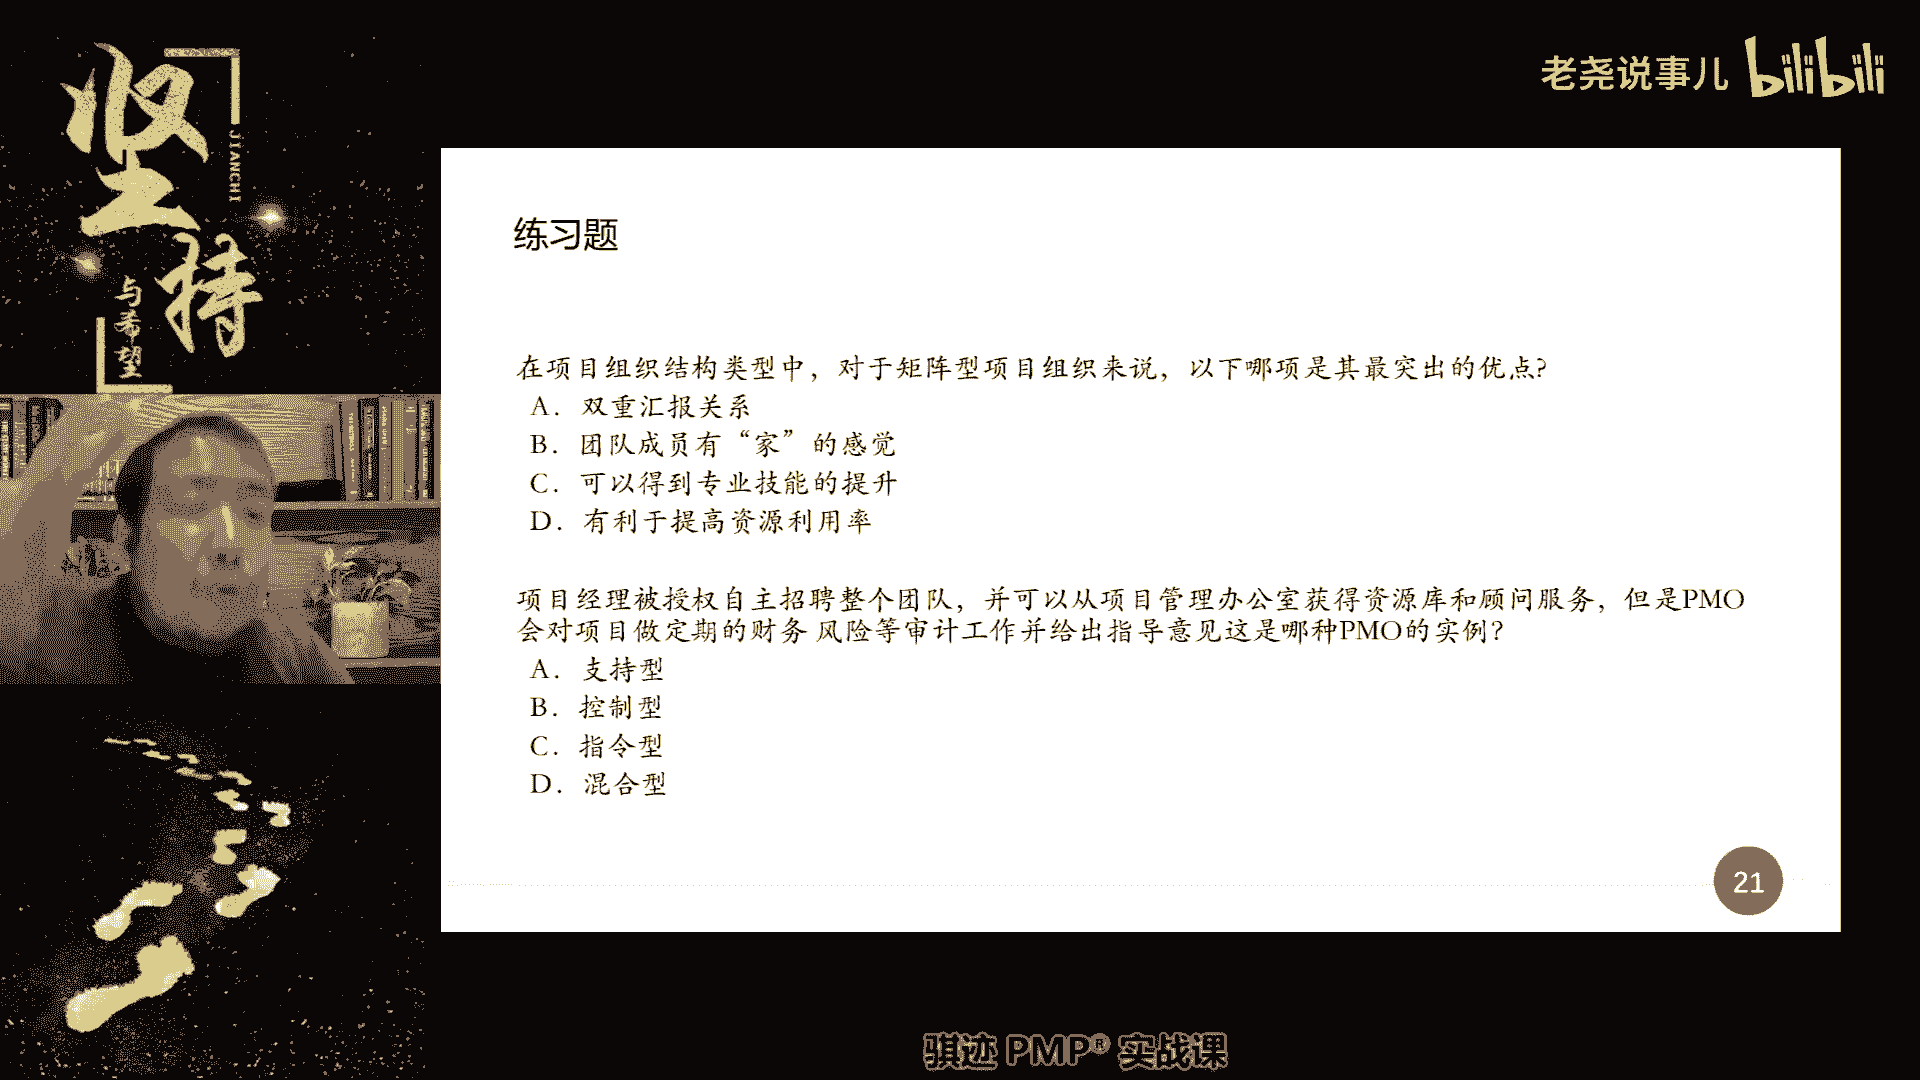 坚持
JIANCHI
与希望
老尧说事儿 bilibili
练习题
在项目组织结构类型中，对于矩阵型项目组织来说，以下哪项是其最突出的优点?
A. 双重汇报关系
B. 团队成员有“家”的感觉
C. 可以得到专业技能的提升
D. 有利于提高资源利用率
项目经理被授权自主招聘整个团队，并可以从项目管理办公室获得资源库和顾问服务，但是PMO
会对项目做定期的财务 风险等审计工作并给出指导意见这是哪种PMO的实例?
A. 支持型
B. 控制型
C. 指令型
D. 混合型
21
骐迹 PMP® 实战课